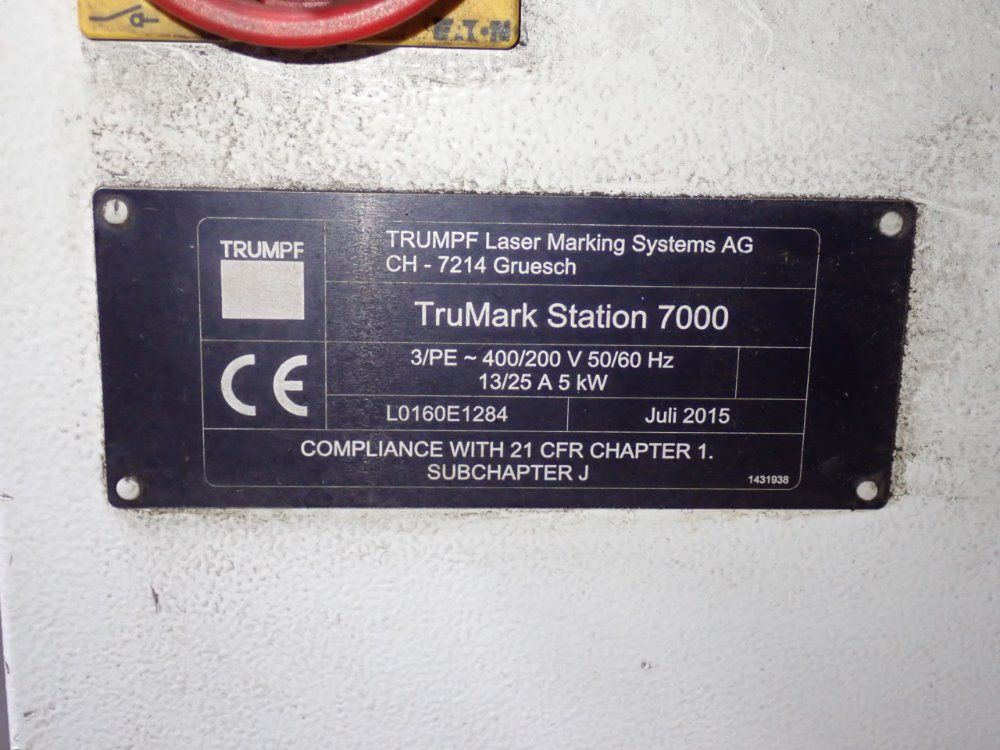 EATON
TRUMPF
TRUMPF Laser Marking Systems AG
CH - 7214 Gruesch
TruMark Station 7000
CE
3/PE ~ 400/200 V 50/60 Hz
13/25 A 5 kW
L0160E1284
Juli 2015
COMPLIANCE WITH 21 CFR CHAPTER 1.
SUBCHAPTER J
1431938